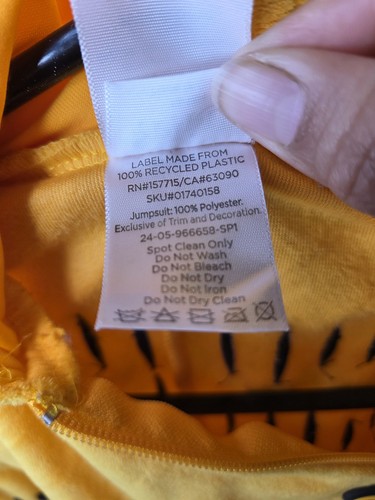 LABEL MADE FROM
100% RECYCLED PLASTIC
RN#157715/CA#63090
SKU#01740158
Jumpsuit: 100% Polyester.
Exclusive of Trim and Decoration.
24-05-966658-SP1
Spot Clean Only
Do Not Wash
Do Not Bleach
Do Not Dry
Do Not Iron
Do Not Dry Clean